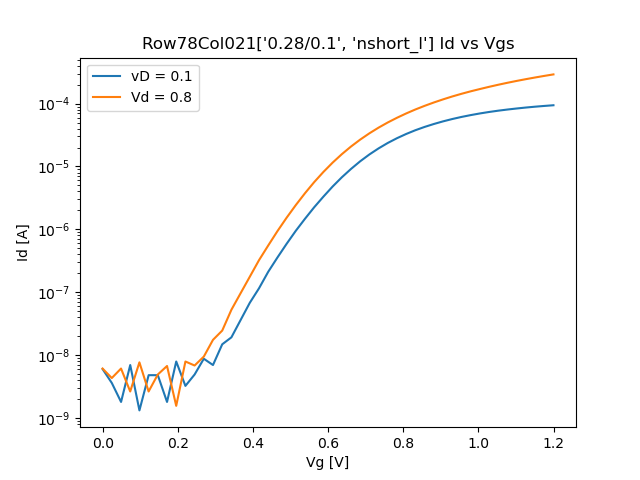 Row78Col021['0.28/0.1', 'nshort_l'] Id vs Vgs
vD = 0.1
Vd = 0.8
Id [A]
10⁻⁴
10⁻⁵
10⁻⁶
10⁻⁷
10⁻⁸
10⁻⁹
0.0 0.2 0.4 0.6 0.8 1.0 1.2
Vg [V]